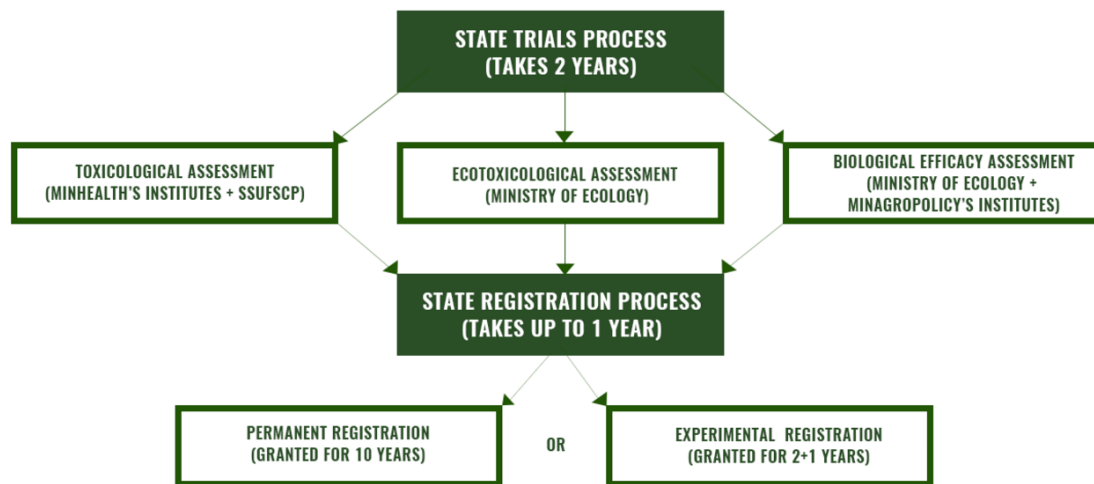 STATE TRIALS PROCESS
(TAKES 2 YEARS)
TOXICOLOGICAL ASSESSMENT
(MINHEALTH'S INSTITUTES + SSUFSCP)
ECOTOXICOLOGICAL ASSESSMENT
(MINISTRY OF ECOLOGY)
BIOLOGICAL EFFICACY ASSESSMENT
(MINISTRY OF ECOLOGY +
MINAGROPOLICY'S INSTITUTES)
STATE REGISTRATION PROCESS
(TAKES UP TO 1 YEAR)
PERMANENT REGISTRATION
(GRANTED FOR 10 YEARS)
OR
EXPERIMENTAL REGISTRATION
(GRANTED FOR 2+1 YEARS)